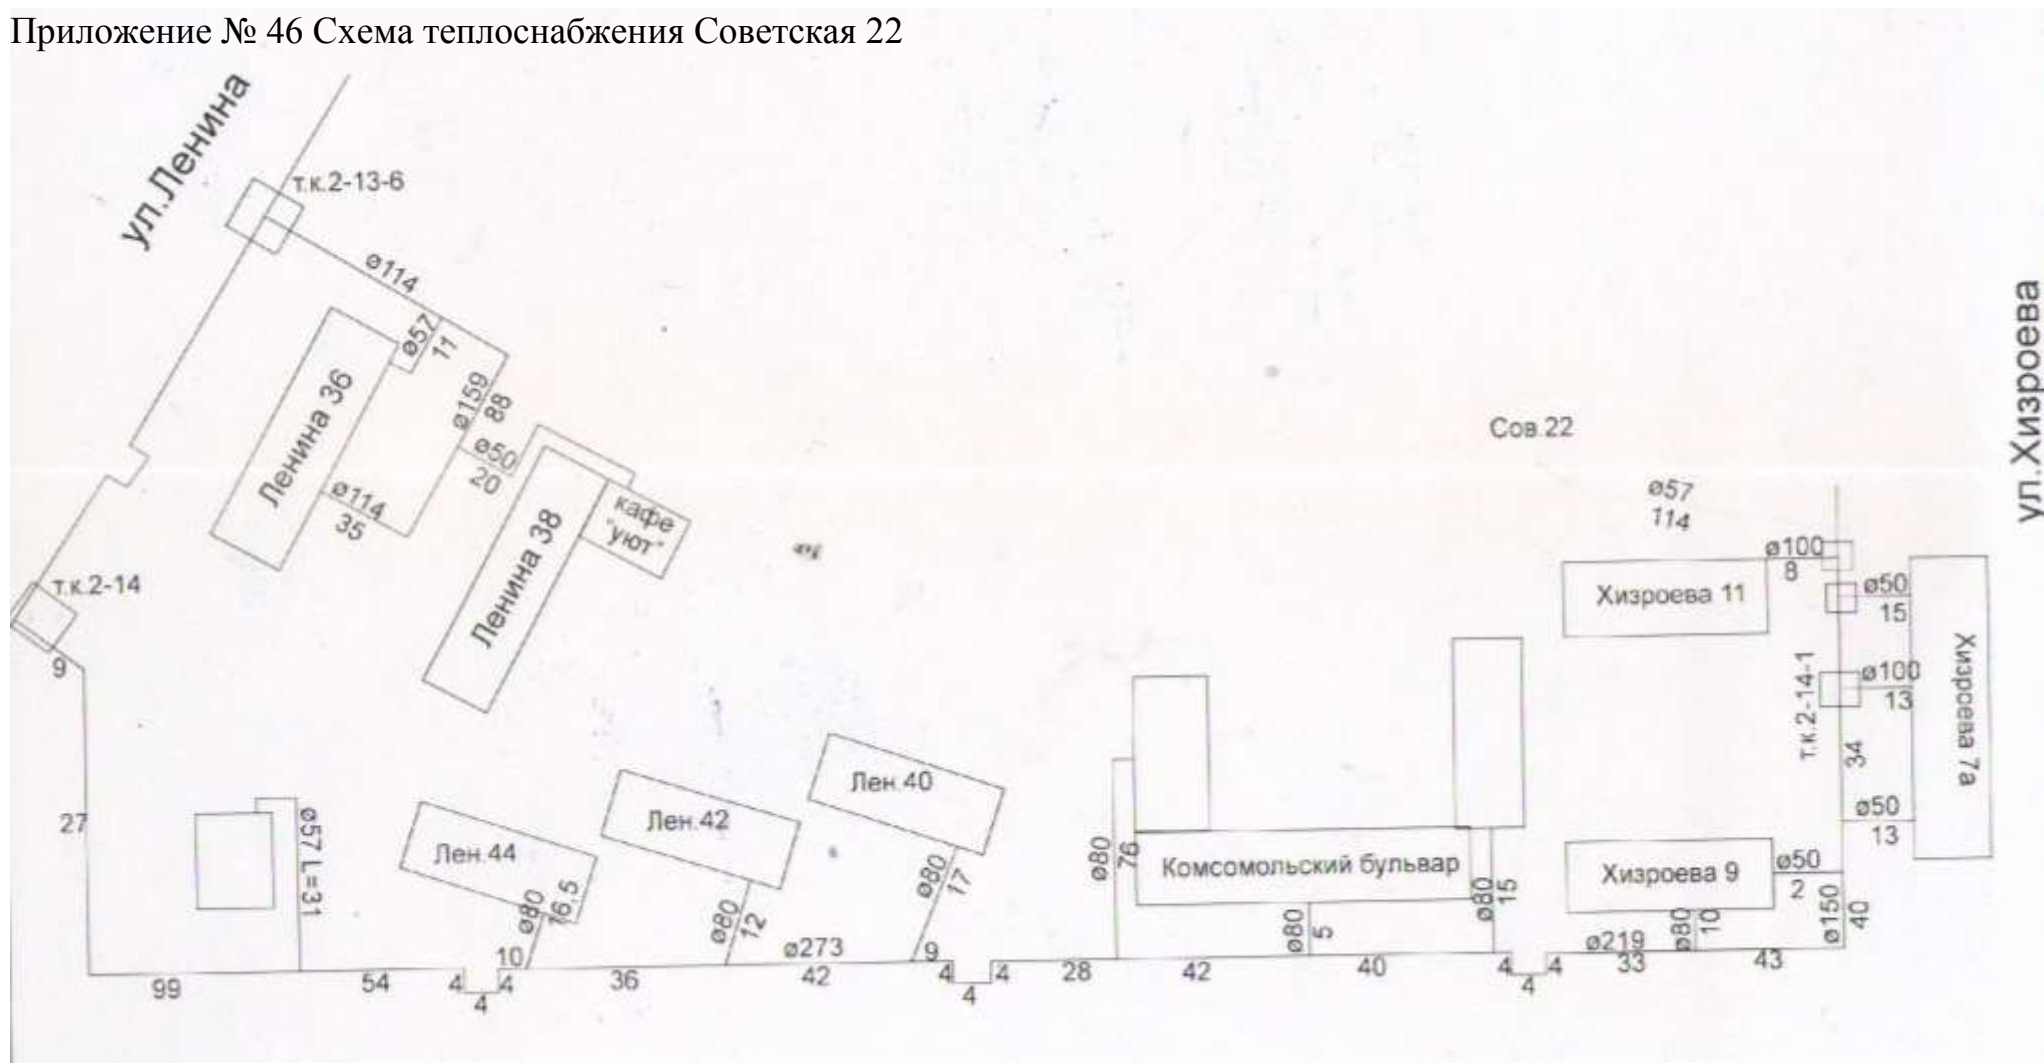 Приложение № 46 Схема теплоснабжения Советская 22
ул.Ленина
т.к.2-13-6
ø114
ø57
11
Ленина 36
ø159
88
ø50
20
ø114
35
Ленина 38
кафе
"уют"
т.к.2-14
9
27
99
ø57 L=31
54
4
4
4
Лен.44
ø80
16,5
10
36
Лен.42
ø80
12
ø273
42
Лен.40
ø80
17
9
4
4
4
28
ø80
76
Комсомольский бульвар
42
ø80
5
40
ø80
15
4
4
4
Сов.22
ø57
114
ø100
8
Хизроева 11
ø50
15
т.к.2-14-1
ø100
13
34
ø50
13
Хизроева 7а
Хизроева 9
ø50
2
ø219
33
ø80
10
43
ø150
40
ул.Хизроева